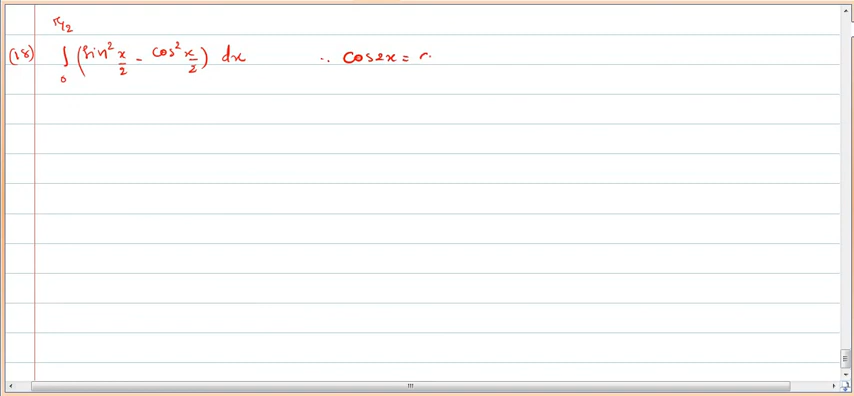 (18) ∫₀^(π/2) (sin² x/2 - cos² x/2) dx ∵ cos2x =